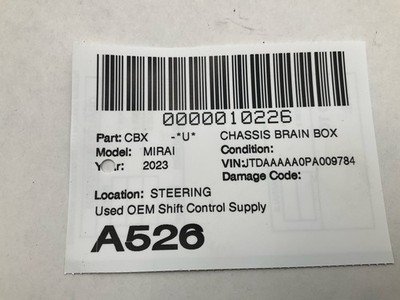 0000010226
Part: CBX -*U* CHASSIS BRAIN BOX
Model: MIRAI Condition:
2023 VIN:JTDAAAAA0PA009784
Damage Code:
Location: STEERING
Used OEM Shift Control Supply
A526